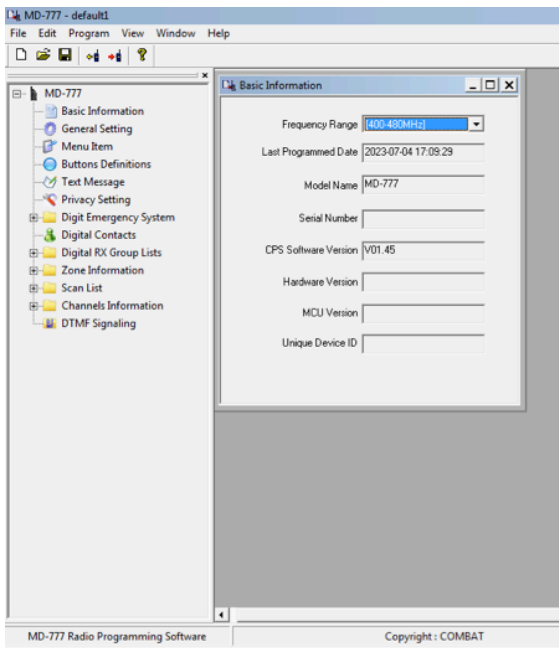 MD-777 - default1
File Edit Program View Window Help
MD-777
Basic Information
General Setting
Menu Item
Buttons Definitions
Text Message
Privacy Setting
Digit Emergency System
Digital Contacts
Digital RX Group Lists
Zone Information
Scan List
Channels Information
DTMF Signaling
Basic Information
Frequency Range [400-480MHz]
Last Programmed Date 2023-07-04 17:09:29
Model Name MD-777
Serial Number
CPS Software Version V01.45
Hardware Version
MCU Version
Unique Device ID
MD-777 Radio Programming Software Copyright : COMBAT